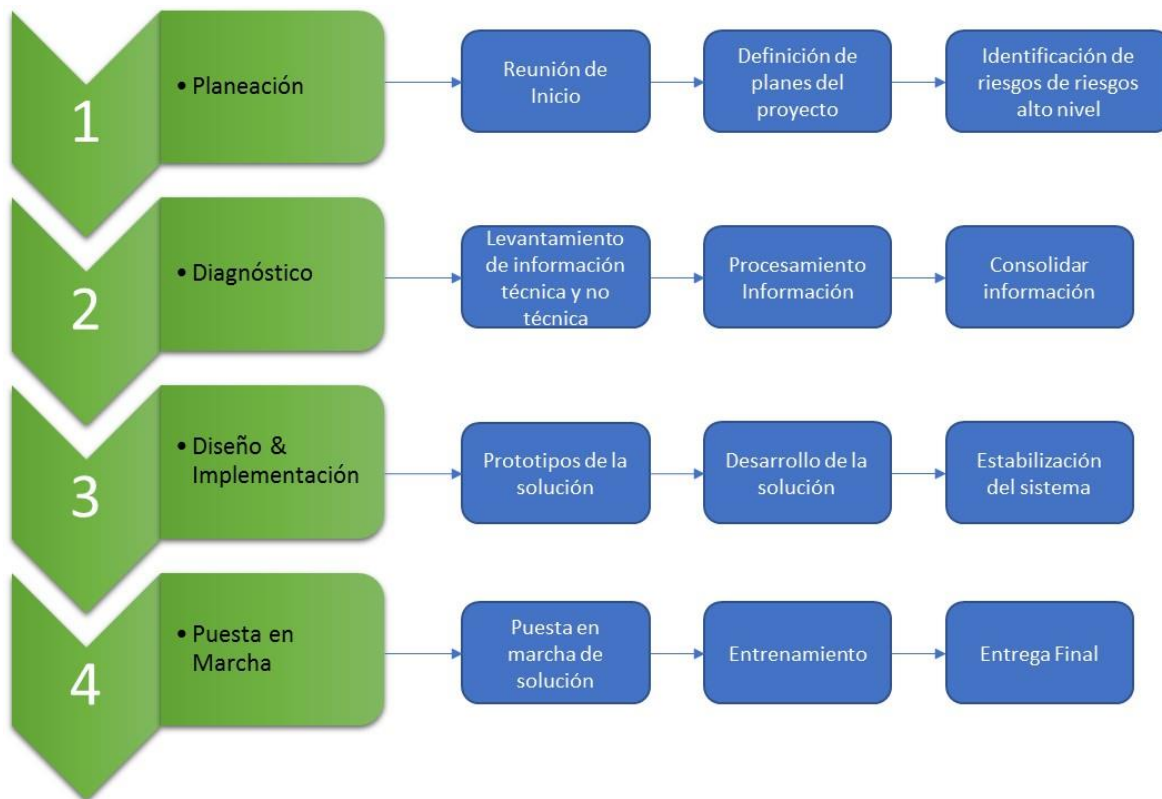 1
• Planeación
Reunión de
Inicio
Definición de
planes del
proyecto
Identificación de
riesgos de riesgos
alto nivel
2
• Diagnóstico
Levantamiento
de información
técnica y no
técnica
Procesamiento
Información
Consolidar
información
3
• Diseño &
Implementación
Prototipos de la
solución
Desarrollo de la
solución
Estabilización
del sistema
4
• Puesta en
Marcha
Puesta en
marcha de
solución
Entrenamiento
Entrega Final